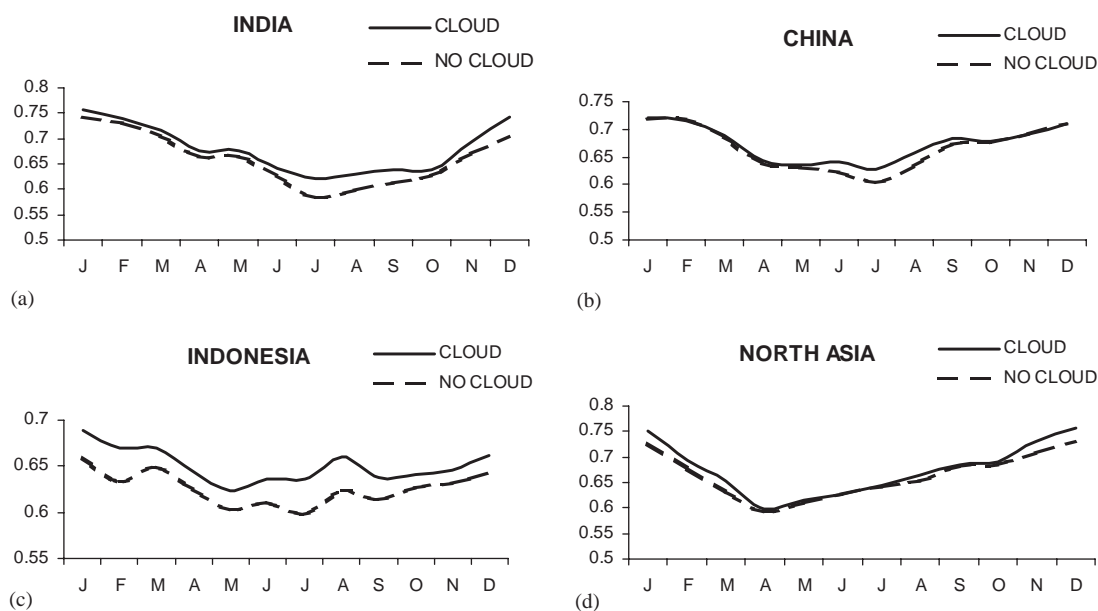 INDIA
CLOUD
NO CLOUD
0.8
0.75
0.7
0.65
0.6
0.55
0.5
J F M A M J J A S O N D
(a)
CHINA
CLOUD
NO CLOUD
0.75
0.7
0.65
0.6
0.55
0.5
J F M A M J J A S O N D
(b)
INDONESIA
CLOUD
NO CLOUD
0.7
0.65
0.6
0.55
J F M A M J J A S O N D
(c)
NORTH ASIA
CLOUD
NO CLOUD
0.8
0.75
0.7
0.65
0.6
0.55
0.5
J F M A M J J A S O N D
(d)